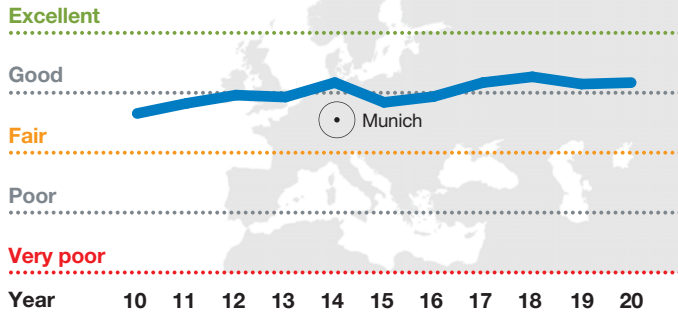 Excellent
Good
Munich
Fair
Poor
Very poor
Year 10 11 12 13 14 15 16 17 18 19 20